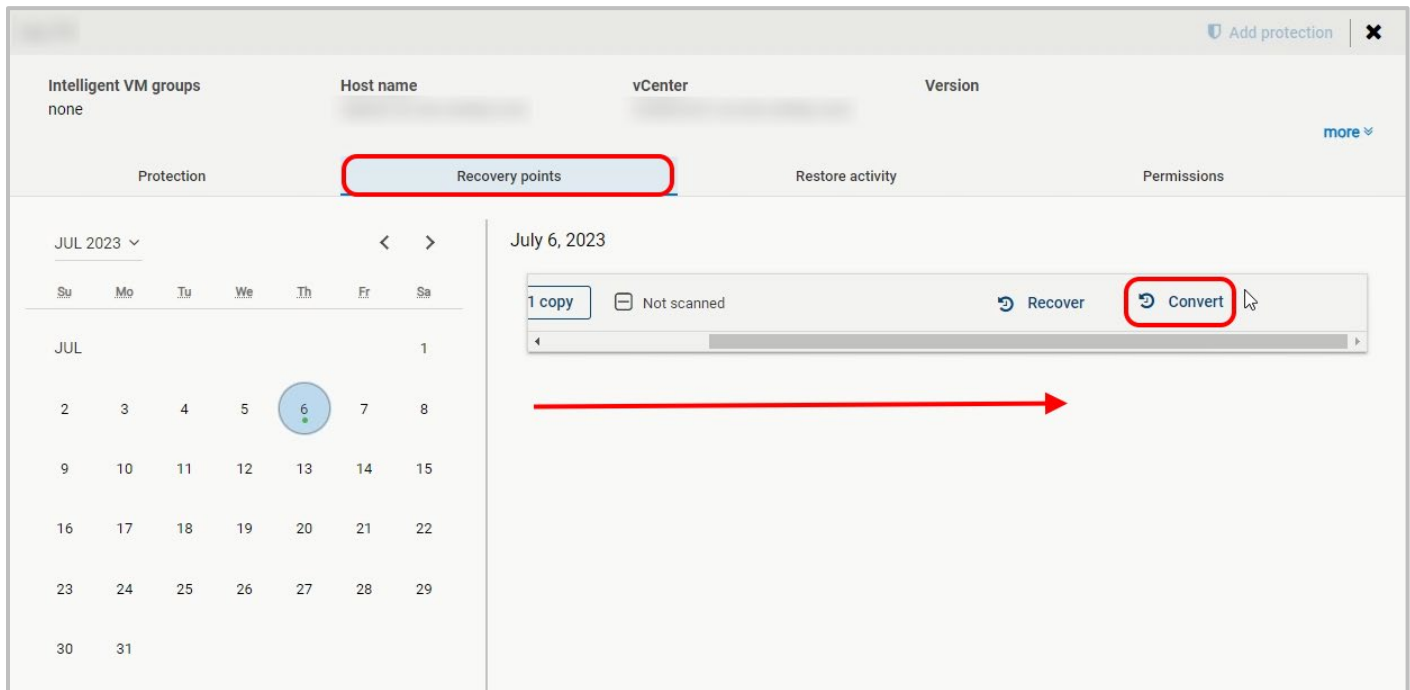 Add protection
Intelligent VM groups Host name vCenter Version
none
more
Protection Recovery points Restore activity Permissions
JUL 2023
Su Mo Tu We Th Fr Sa
JUL 1
2 3 4 5 6 7 8
9 10 11 12 13 14 15
16 17 18 19 20 21 22
23 24 25 26 27 28 29
30 31
July 6, 2023
1 copy Not scanned Recover Convert